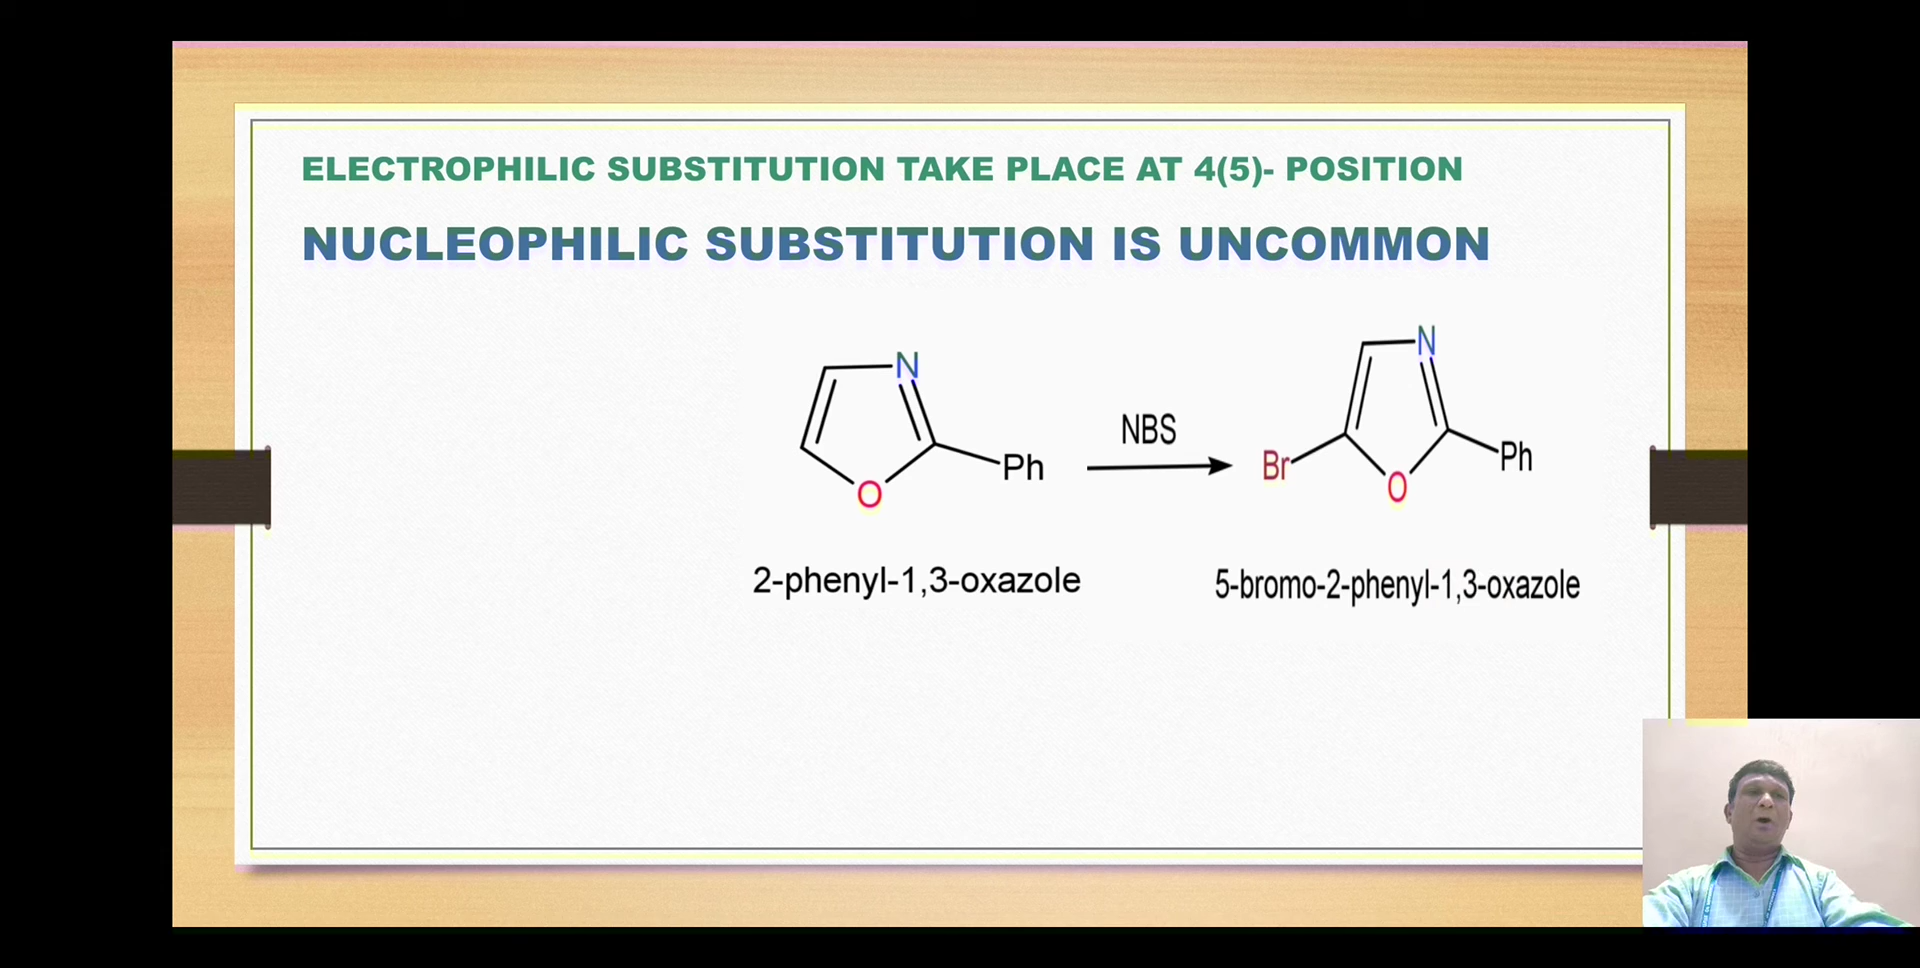 ELECTROPHILIC SUBSTITUTION TAKE PLACE AT 4(5)- POSITION
NUCLEOPHILIC SUBSTITUTION IS UNCOMMON
N
O
Ph
NBS
N
Br
O
Ph
2-phenyl-1,3-oxazole
5-bromo-2-phenyl-1,3-oxazole